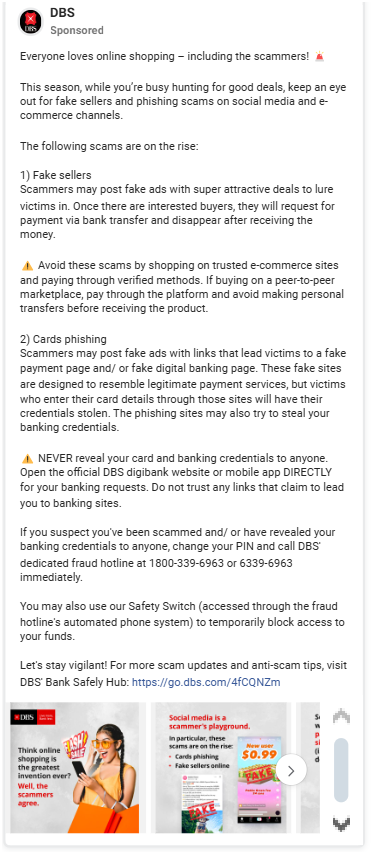 DBS
Sponsored
Everyone loves online shopping – including the scammers! 🚨
This season, while you're busy hunting for good deals, keep an eye
out for fake sellers and phishing scams on social media and e-
commerce channels.
The following scams are on the rise:
1) Fake sellers
Scammers may post fake ads with super attractive deals to lure
victims in. Once there are interested buyers, they will request for
payment via bank transfer and disappear after receiving the
money.
⚠️ Avoid these scams by shopping on trusted e-commerce sites
and paying through verified methods. If buying on a peer-to-peer
marketplace, pay through the platform and avoid making personal
transfers before receiving the product.
2) Cards phishing
Scammers may post fake ads with links that lead victims to a fake
payment page and/ or fake digital banking page. These fake sites
are designed to resemble legitimate payment services, but victims
who enter their card details through those sites will have their
credentials stolen. The phishing sites may also try to steal your
banking credentials.
⚠️ NEVER reveal your card and banking credentials to anyone.
Open the official DBS digibank website or mobile app DIRECTLY
for your banking requests. Do not trust any links that claim to lead
you to banking sites.
If you suspect you've been scammed and/ or have revealed your
banking credentials to anyone, change your PIN and call DBS'
dedicated fraud hotline at 1800-339-6963 or 6339-6963
immediately.
You may also use our Safety Switch (accessed through the fraud
hotline's automated phone system) to temporarily block access to
your funds.
Let's stay vigilant! For more scam updates and anti-scam tips, visit
DBS' Bank Safely Hub: https://go.dbs.com/4fCQNZm
DBS
Think online
shopping is
the greatest
invention ever?
Well, the
scammers
agree.
FLASH
SALE
Social media is a
scammer's playground.
In particular, these
scams are on the rise:
• Cards phishing
• Fake sellers online
New user
$0.99
FAKE
FAKE